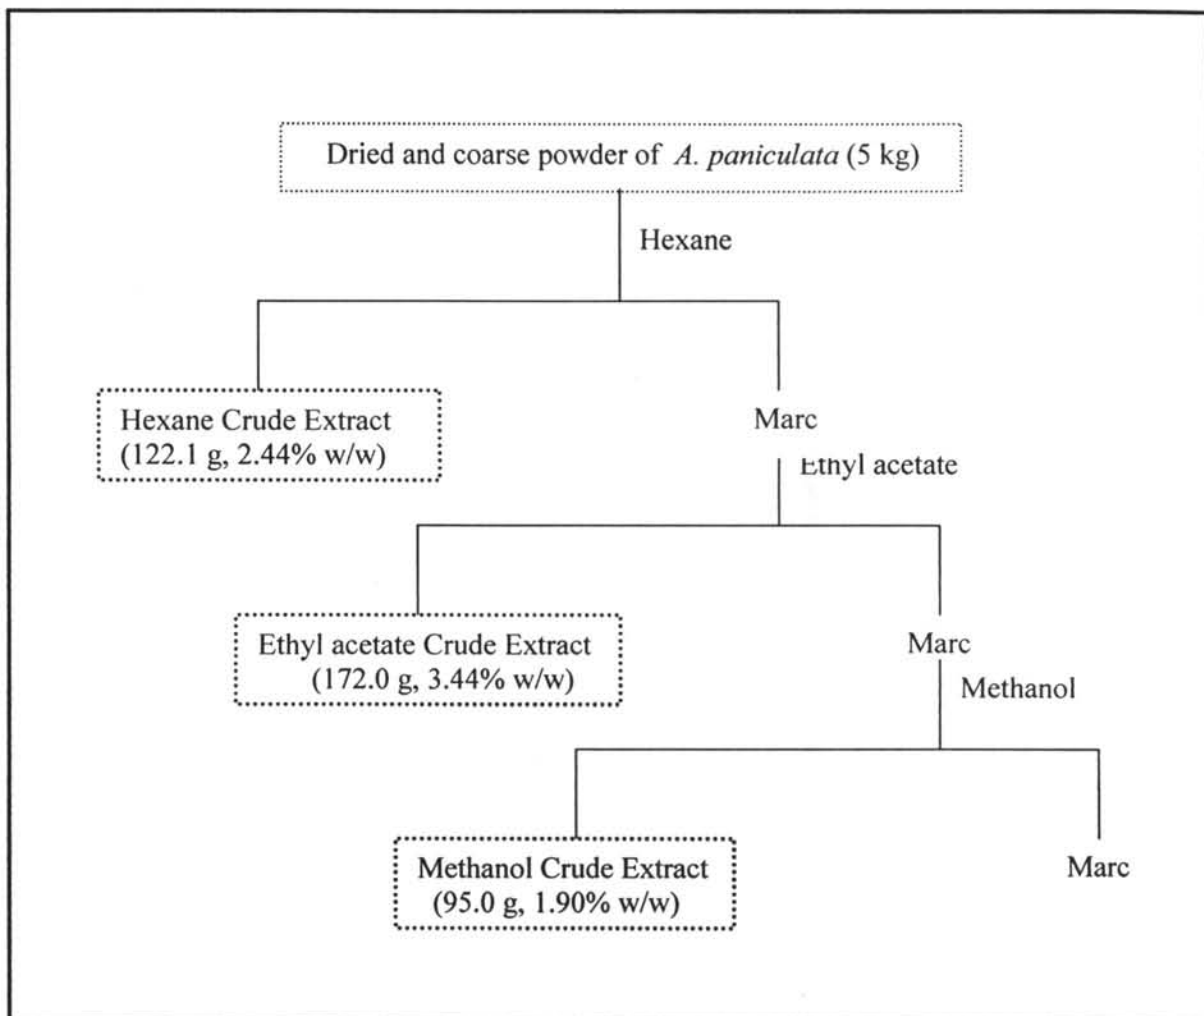 Dried and coarse powder of A. paniculata (5 kg)
Hexane
Hexane Crude Extract
(122.1 g, 2.44% w/w)
Marc
Ethyl acetate
Ethyl acetate Crude Extract
(172.0 g, 3.44% w/w)
Marc
Methanol
Methanol Crude Extract
(95.0 g, 1.90% w/w)
Marc